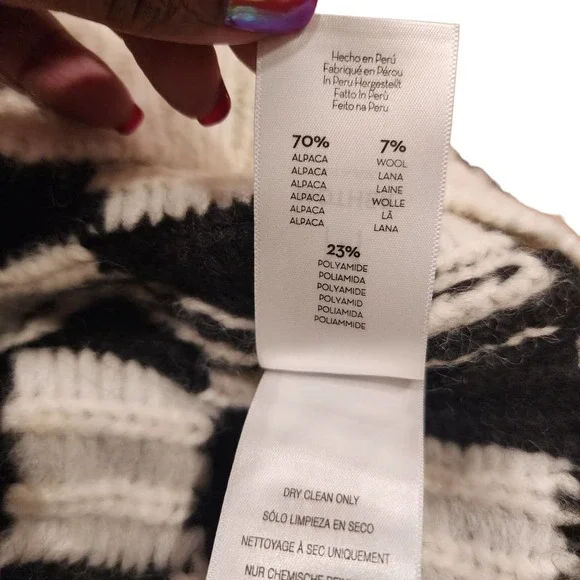 Hecho en Perú
Fabriqué en Pérou
In Peru Hergestellt
Fatto In Perù
Feito na Peru
70%
ALPACA
ALPACA
ALPACA
ALPACA
ALPACA
ALPACA
7%
WOOL
LANA
LAINE
WOLLE
LÃ
LANA
23%
POLYAMIDE
POLIAMIDA
POLYAMIDE
POLYAMID
POLIAMIDA
POLIAMMIDE
DRY CLEAN ONLY
SÓLO LIMPIEZA EN SECO
NETTOYAGE À SEC UNIQUEMENT
NUR CHEMISCHE